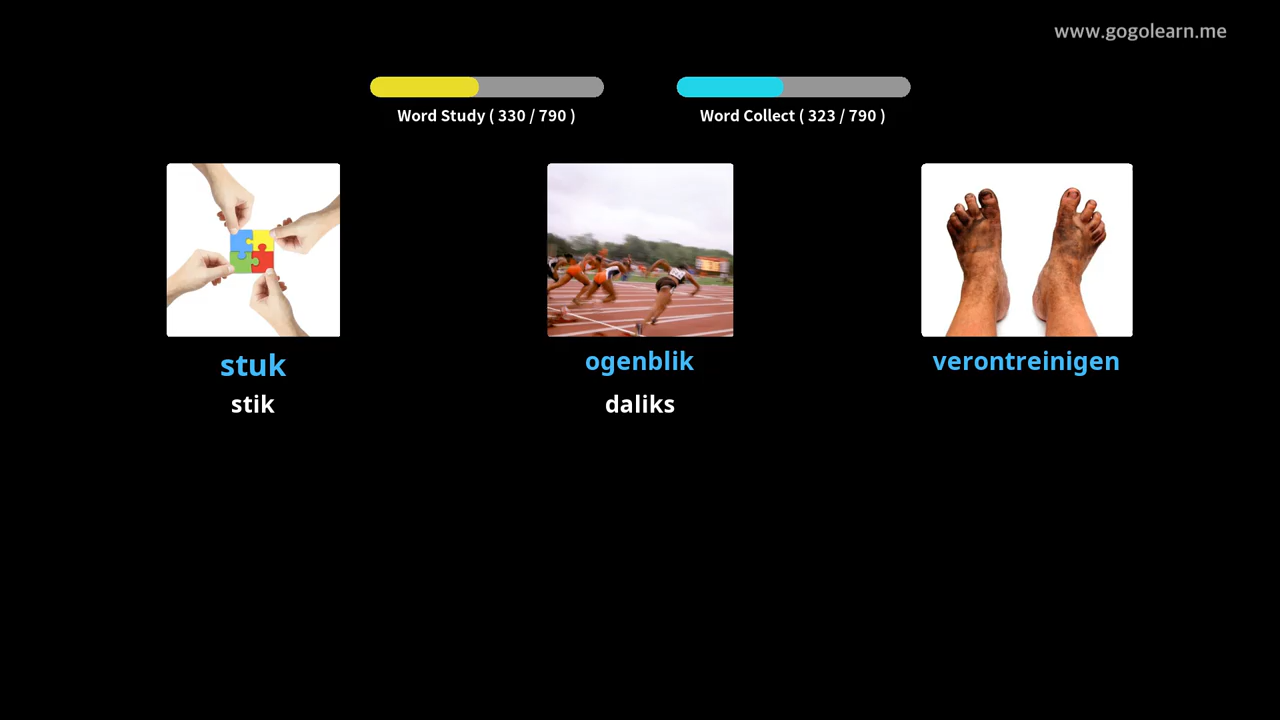 www.gogolearn.me
Word Study ( 330 / 790 )
Word Collect ( 323 / 790 )
stuk
ogenblik
verontreinigen
stik
daliks